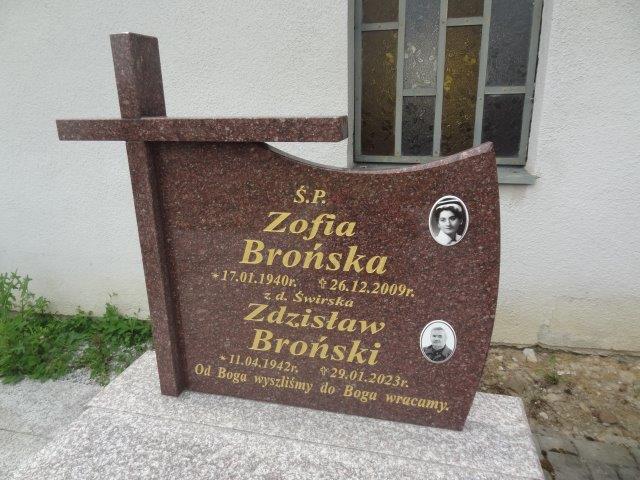 Ś.P.
Zofia
Brońska
*17.01.1940r. ✞26.12.2009r.
z d. Świrska
Zdzisław
Broński
*11.04.1942r. ✞29.01.2023r.
Od Boga wyszliśmy do Boga wracamy.